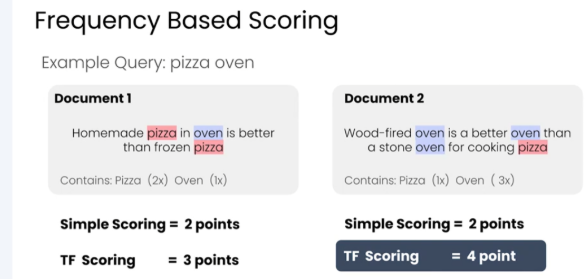 Frequency Based Scoring
Example Query: pizza oven
Document 1
Homemade pizza in oven is better
than frozen pizza
Contains: Pizza (2x) Oven (1x)
Simple Scoring = 2 points
TF Scoring = 3 points
Document 2
Wood-fired oven is a better oven than
a stone oven for cooking pizza
Contains: Pizza (1x) Oven ( 3x)
Simple Scoring = 2 points
TF Scoring = 4 point